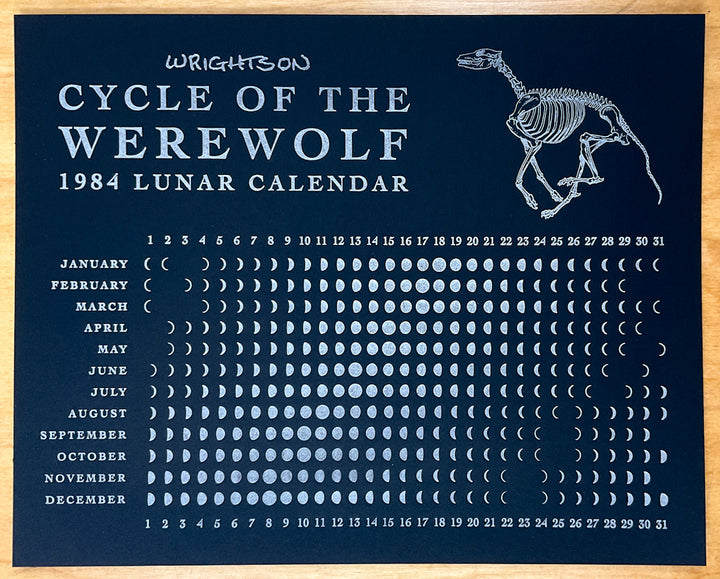 WRIGHTSON
CYCLE OF THE
WEREWOLF
1984 LUNAR CALENDAR
1 2 3 4 5 6 7 8 9 10 11 12 13 14 15 16 17 18 19 20 21 22 23 24 25 26 27 28 29 30 31
JANUARY
FEBRUARY
MARCH
APRIL
MAY
JUNE
JULY
AUGUST
SEPTEMBER
OCTOBER
NOVEMBER
DECEMBER
1 2 3 4 5 6 7 8 9 10 11 12 13 14 15 16 17 18 19 20 21 22 23 24 25 26 27 28 29 30 31